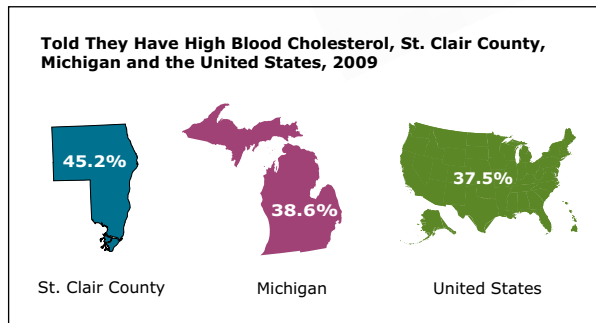 Told They Have High Blood Cholesterol, St. Clair County,
Michigan and the United States, 2009
45.2%
38.6%
37.5%
St. Clair County
Michigan
United States